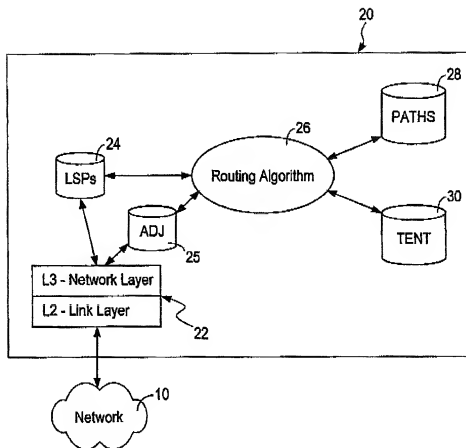 20
28
PATHS
24
LSPs
26
Routing Algorithm
30
TENT
ADJ
25
L3 - Network Layer
L2 - Link Layer
22
10
Network